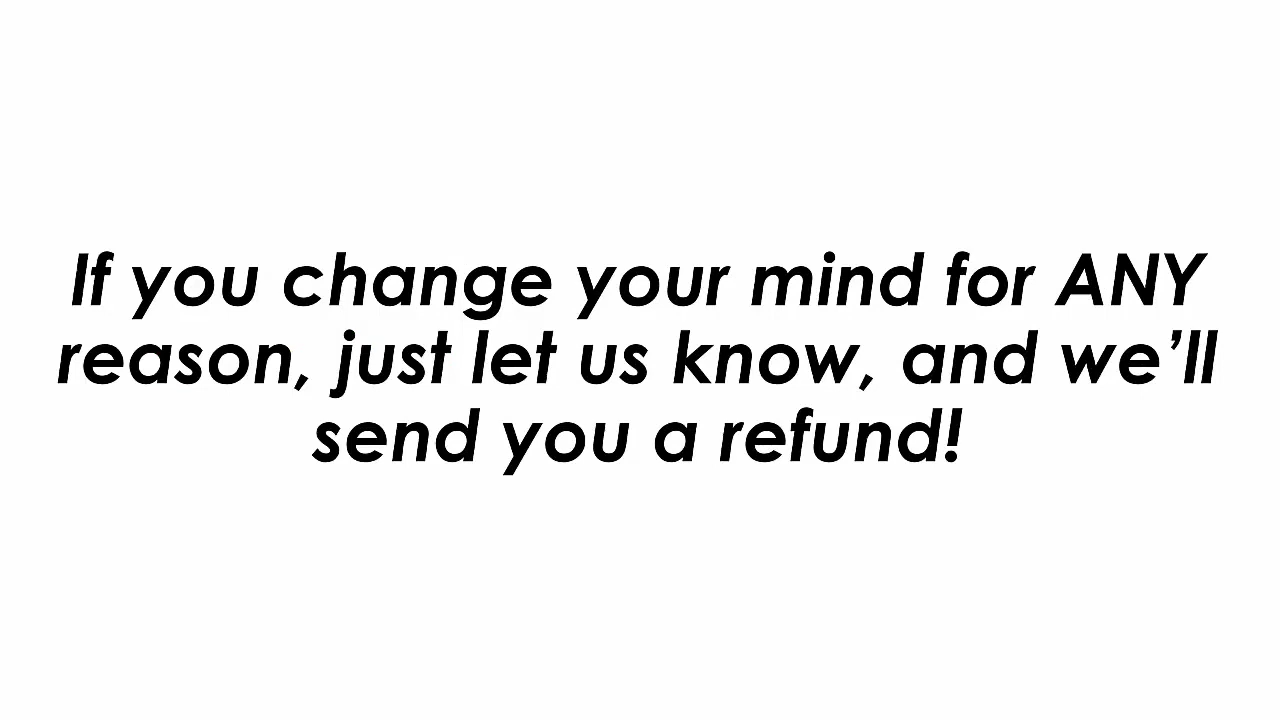 If you change your mind for ANY
reason, just let us know, and we’ll
send you a refund!